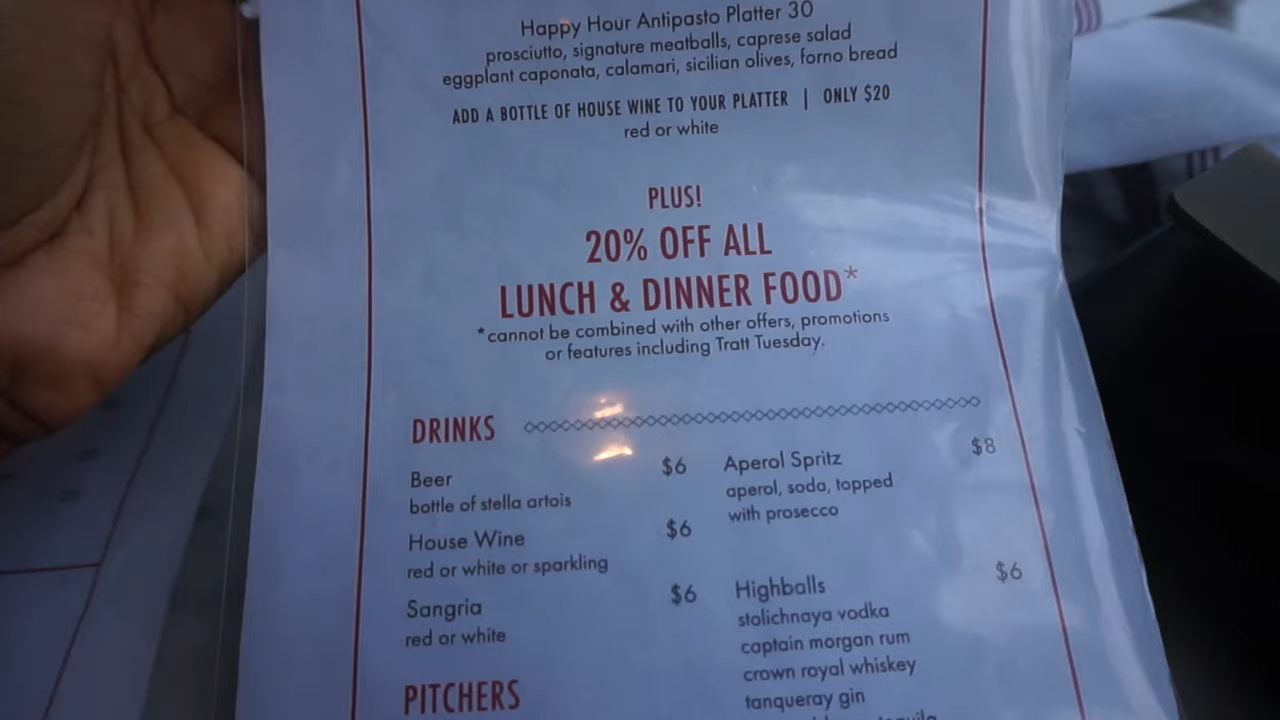 Happy Hour Antipasto Platter 30
prosciutto, signature meatballs, caprese salad
eggplant caponata, calamari, sicilian olives, forno bread
ADD A BOTTLE OF HOUSE WINE TO YOUR PLATTER | ONLY $20
red or white
PLUS!
20% OFF ALL
LUNCH & DINNER FOOD*
*cannot be combined with other offers, promotions
or features including Tratt Tuesday.
DRINKS
Beer $6
bottle of stella artois
House Wine $6
red or white or sparkling
Sangria $6
red or white
PITCHERS
Aperol Spritz $8
aperol, soda, topped
with prosecco
Highballs $6
stolichnaya vodka
captain morgan rum
crown royal whiskey
tanqueray gin